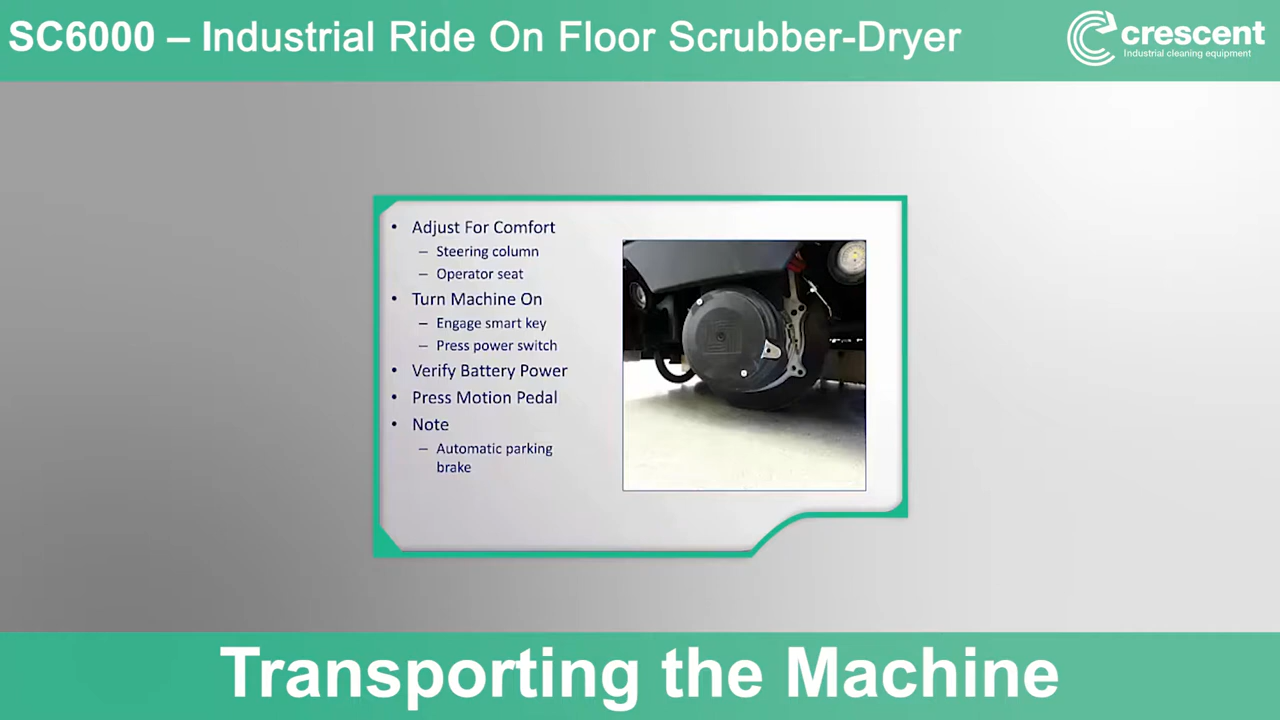 SC6000 – Industrial Ride On Floor Scrubber-Dryer
crescent
Industrial cleaning equipment
• Adjust For Comfort
– Steering column
– Operator seat
• Turn Machine On
– Engage smart key
– Press power switch
• Verify Battery Power
• Press Motion Pedal
• Note
– Automatic parking
brake
Transporting the Machine